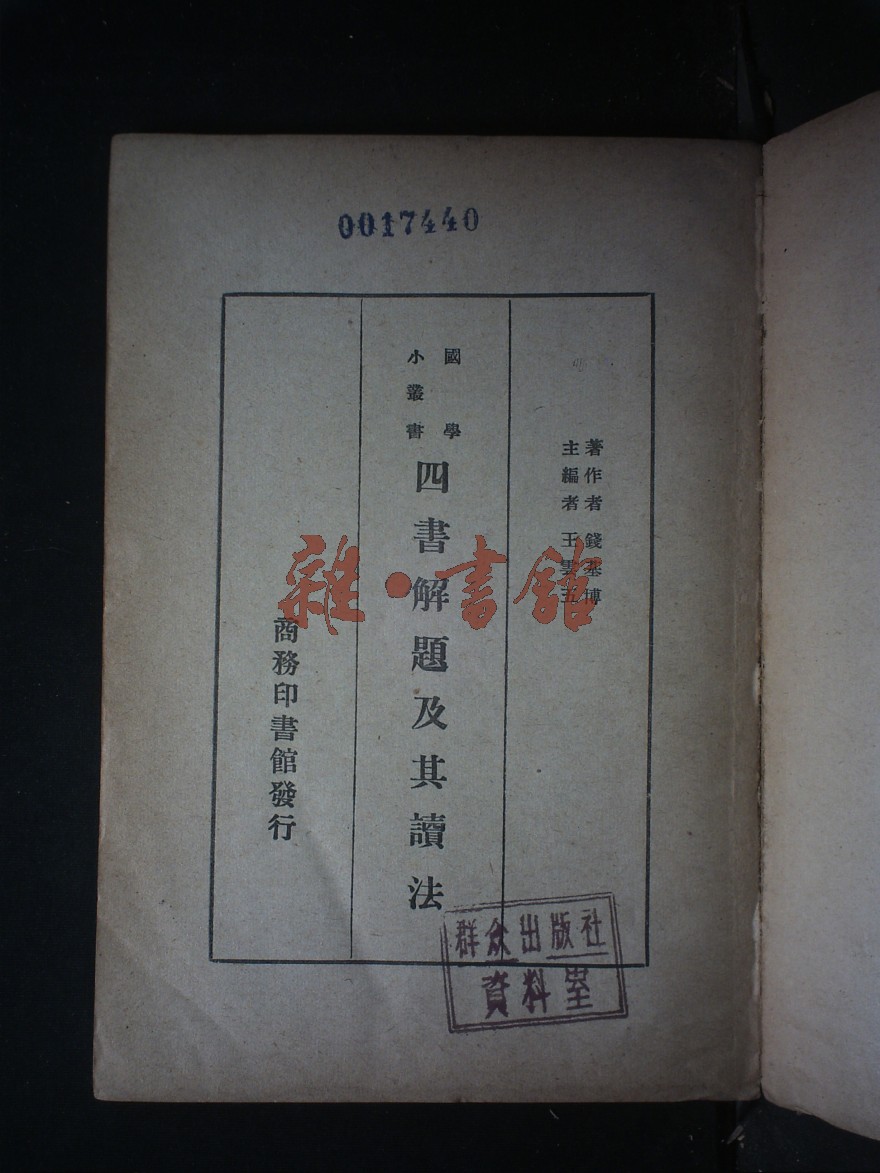 0017440
著作者 錢基博
主編者 王雲五
國學
小叢書
四書解題及其讀法
商務印書館發行
雜·書館
群众出版社
資料室